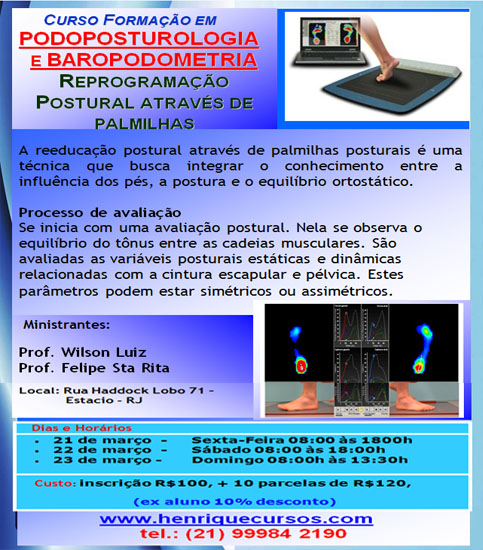 CURSO FORMAÇÃO EM
PODOPOSTUROLOGIA
E BAROPODOMETRIA
REPROGRAMAÇÃO
POSTURAL ATRAVÉS DE
PALMILHAS
A reeducação postural através de palmilhas posturais é uma
técnica que busca integrar o conhecimento entre a
influência dos pés, a postura e o equilíbrio ortostático.
Processo de avaliação
Se inicia com uma avaliação postural. Nela se observa o
equilíbrio do tônus entre as cadeias musculares. São
avaliadas as variáveis posturais estáticas e dinâmicas
relacionadas com a cintura escapular e pélvica. Estes
parâmetros podem estar simétricos ou assimétricos.
Ministrantes:
Prof. Wilson Luiz
Prof. Felipe Sta Rita
Local: Rua Haddock Lobo 71 –
Estacio - RJ
Dias e Horários
. 21 de março – Sexta-Feira 08:00 às 1800h
. 22 de março – Sábado 08:00 às 18:00h
. 23 de março – Domingo 08:00h às 13:30h
Custo: inscrição R$100, + 10 parcelas de R$120,
(ex aluno 10% desconto)
www.henriquecursos.com
tel.: (21) 99984 2190